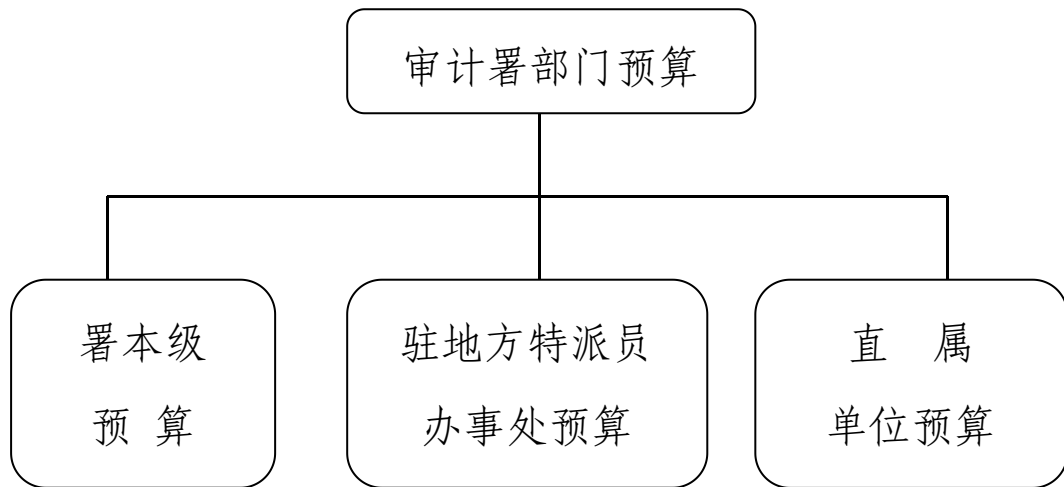 审计署部门预算
署本级
预 算
驻地方特派员
办事处预算
直 属
单位预算